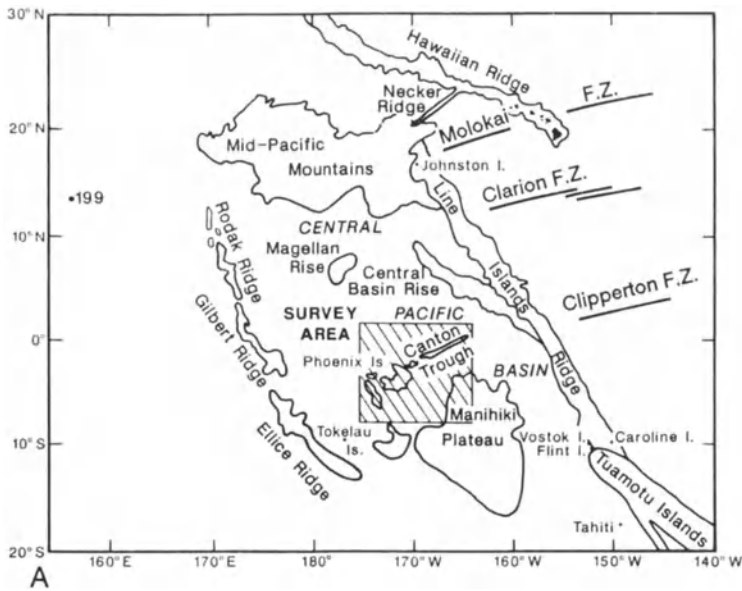 30°N
20°N
10°N
0°
10°S
20°S
Hawaiian Ridge
Necker
Ridge
F.Z.
Molokai
Mid-Pacific
Mountains
Johnston I.
•199
Clarion F.Z.
Line
Islands
Ridge
Rodak Ridge
CENTRAL
Magellan
Rise
Central
Basin Rise
Clipperton F.Z.
Gilbert Ridge
SURVEY
AREA
PACIFIC
Canton
Trough
Phoenix Is
BASIN
Manihiki
Plateau
Ellice Ridge
Tokelau
Is.
Vostok I.
Flint I.
Caroline I.
Tuamotu Islands
Tahiti
160°E
170°E
180°
170°W
160°W
150°W
140°W
A